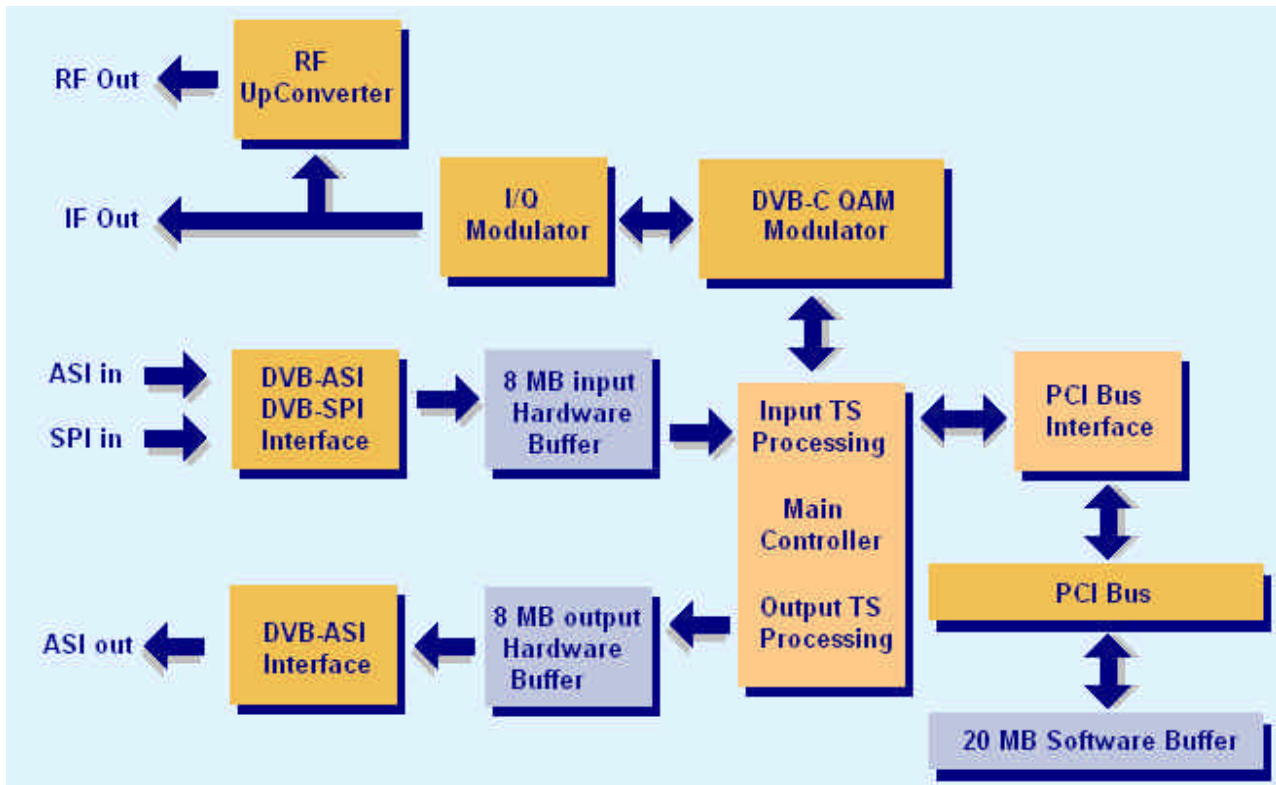 RF Out
RF
UpConverter
IF Out
I/Q
Modulator
DVB-C QAM
Modulator
ASI in
SPI in
DVB-ASI
DVB-SPI
Interface
8 MB input
Hardware
Buffer
Input TS
Processing
Main
Controller
Output TS
Processing
PCI Bus
Interface
PCI Bus
20 MB Software Buffer
ASI out
DVB-ASI
Interface
8 MB output
Hardware
Buffer